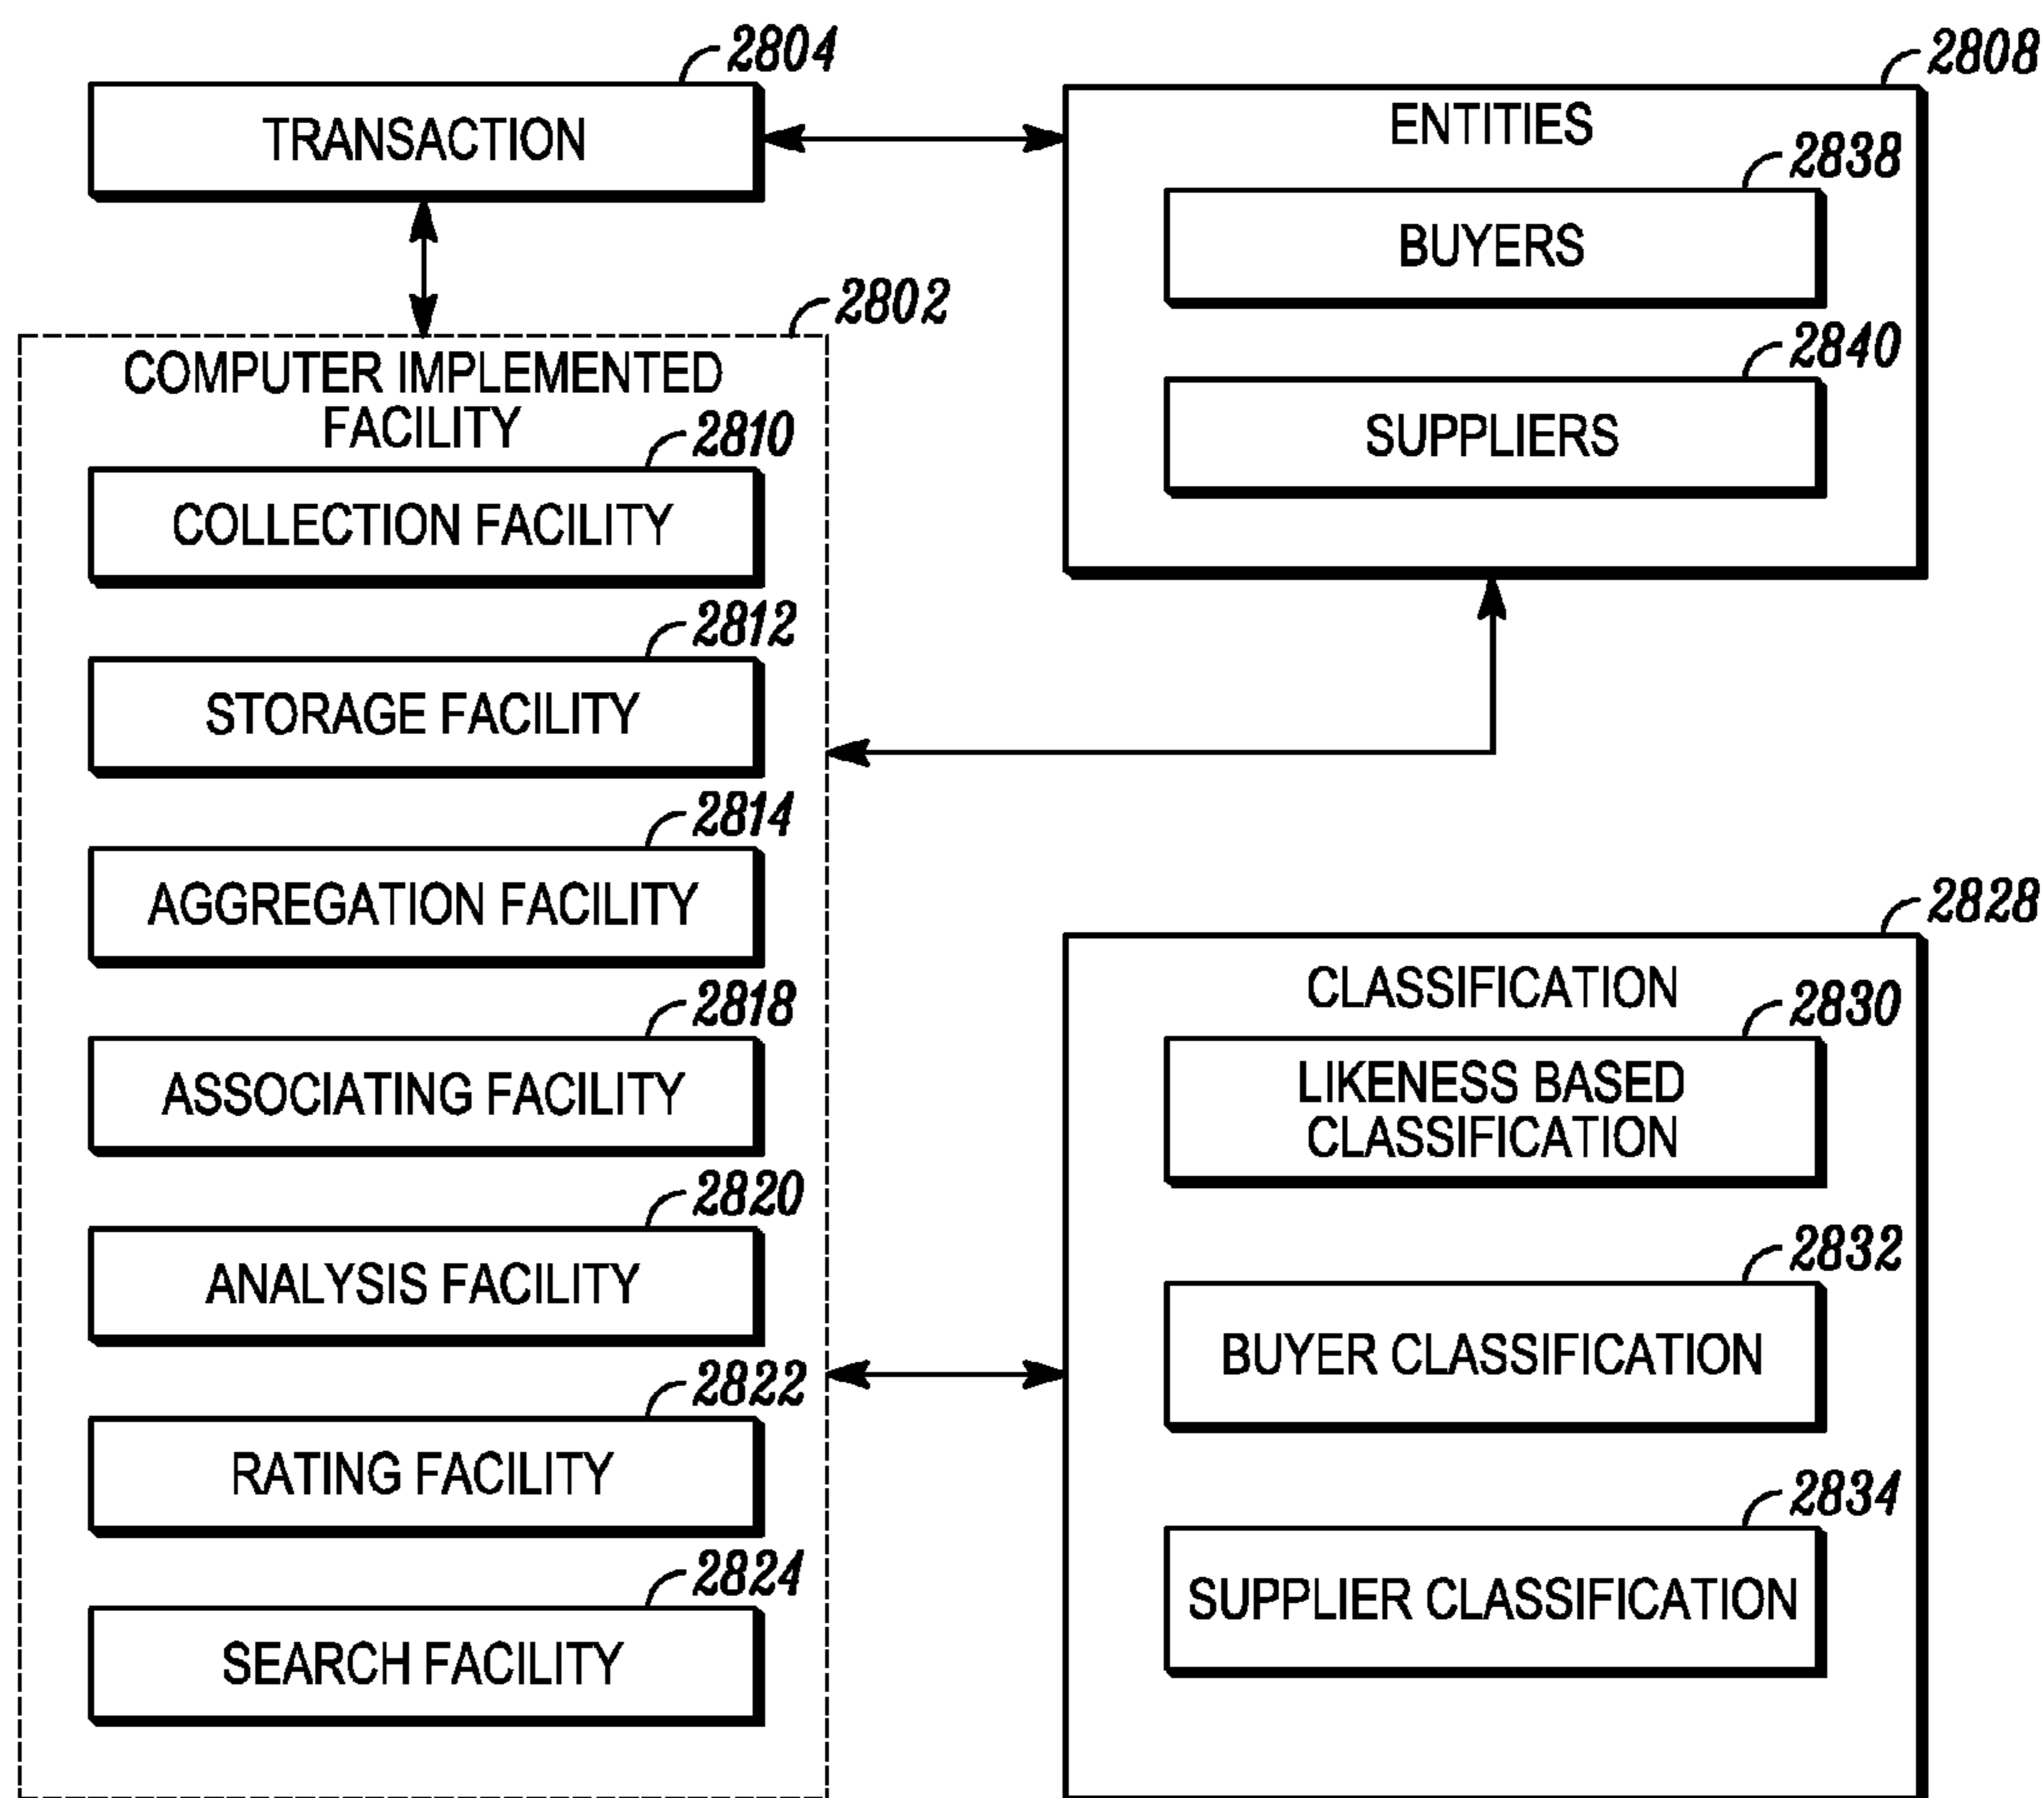 2804
TRANSACTION
2808
ENTITIES
2838
BUYERS
2840
SUPPLIERS
2802
COMPUTER IMPLEMENTED
FACILITY
2810
COLLECTION FACILITY
2812
STORAGE FACILITY
2814
AGGREGATION FACILITY
2818
ASSOCIATING FACILITY
2820
ANALYSIS FACILITY
2822
RATING FACILITY
2824
SEARCH FACILITY
2828
CLASSIFICATION
2830
LIKENESS BASED
CLASSIFICATION
2832
BUYER CLASSIFICATION
2834
SUPPLIER CLASSIFICATION